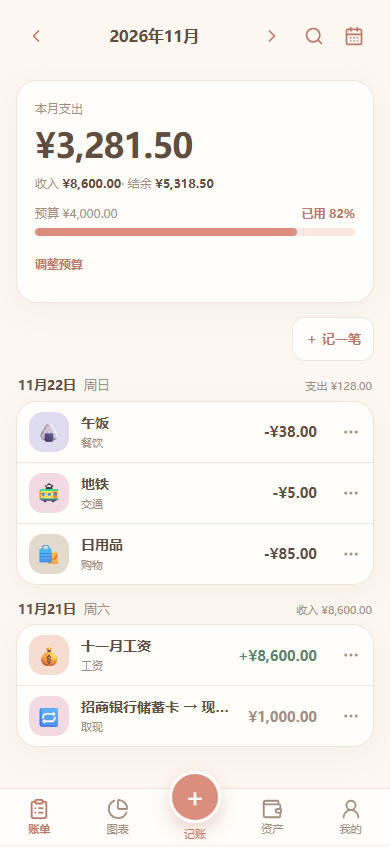 2026年11月
本月支出
¥3,281.50
收入 ¥8,600.00· 结余 ¥5,318.50
预算 ¥4,000.00 已用 82%
调整预算
+ 记一笔
11月22日 周日 支出 ¥128.00
午饭 -¥38.00
餐饮
地铁 -¥5.00
交通
日用品 -¥85.00
购物
11月21日 周六 收入 ¥8,600.00
十一月工资 +¥8,600.00
工资
招商银行储蓄卡 → 现... ¥1,000.00
取现
账单 图表 记账 资产 我的